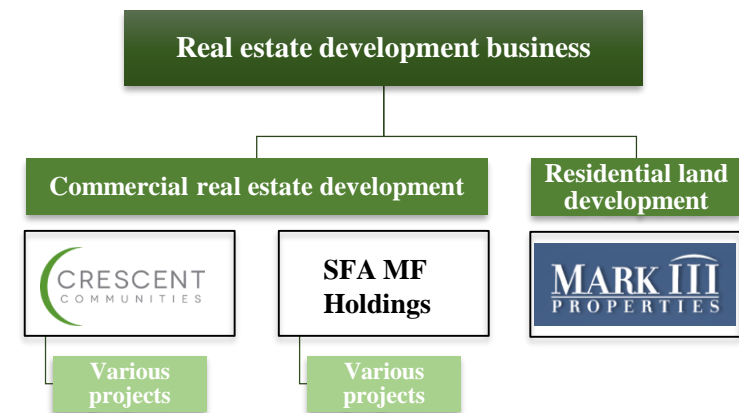 Real estate development business
Commercial real estate development
Residential land
development
CRESCENT
COMMUNITIES
SFA MF
Holdings
MARK III
PROPERTIES
Various
projects
Various
projects